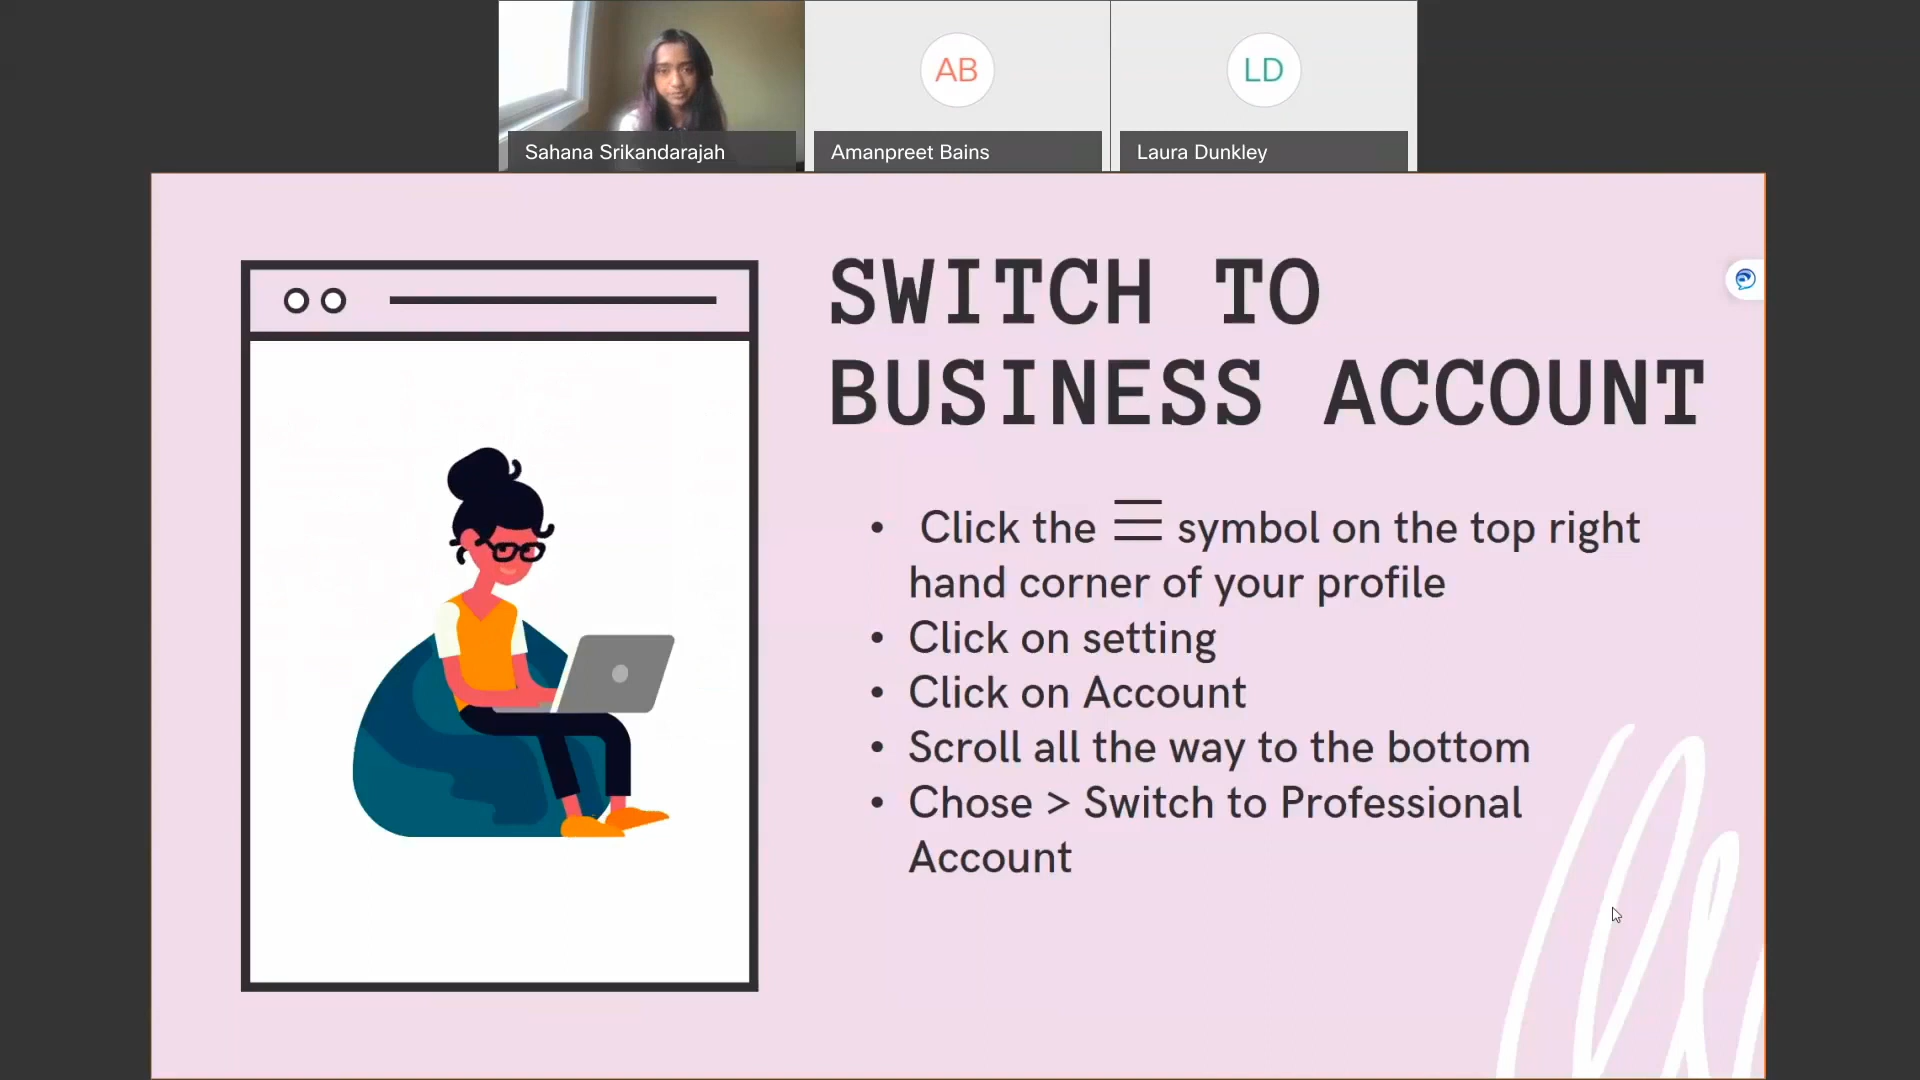 AB
LD
Sahana Srikandarajah
Amanpreet Bains
Laura Dunkley
SWITCH TO
BUSINESS ACCOUNT
• Click the ☰ symbol on the top right
hand corner of your profile
• Click on setting
• Click on Account
• Scroll all the way to the bottom
• Chose > Switch to Professional
Account